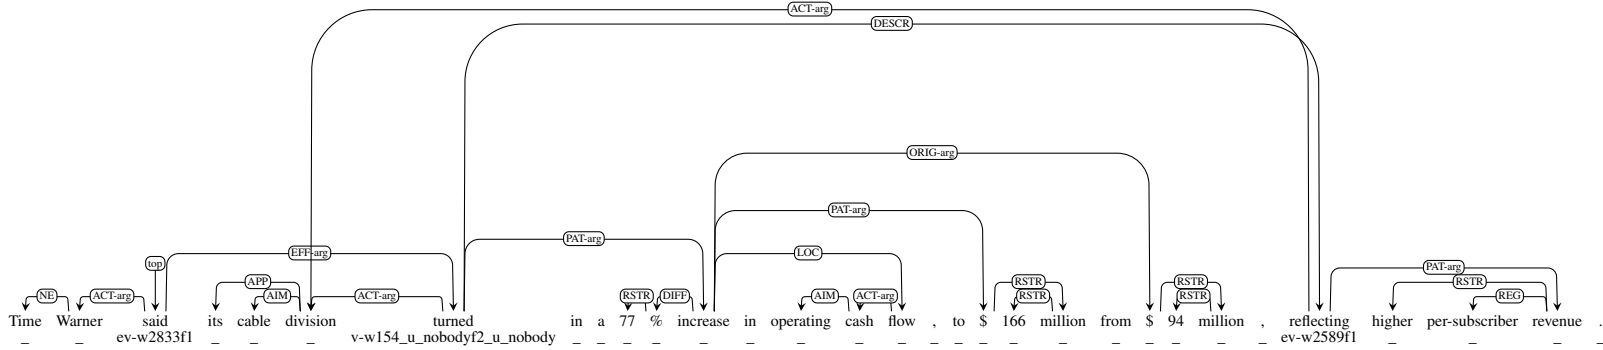 ACT-arg
DESCR
ORIG-arg
PAT-arg
PAT-arg
EFF-arg LOC
top PAT-arg
APP RSTR RSTR RSTR
NE ACT-arg AIM ACT-arg RSTR DIFF AIM ACT-arg RSTR RSTR REG
Time Warner said its cable division turned in a 77 % increase in operating cash flow , to $ 166 million from $ 94 million , reflecting higher per-subscriber revenue .
_ _ ev-w2833f1 _ _ _ v-w154_u_nobodyf2_u_nobody _ _ _ _ _ _ _ _ _ _ _ _ _ _ _ _ _ _ _ ev-w2589f1 _ _ _ _